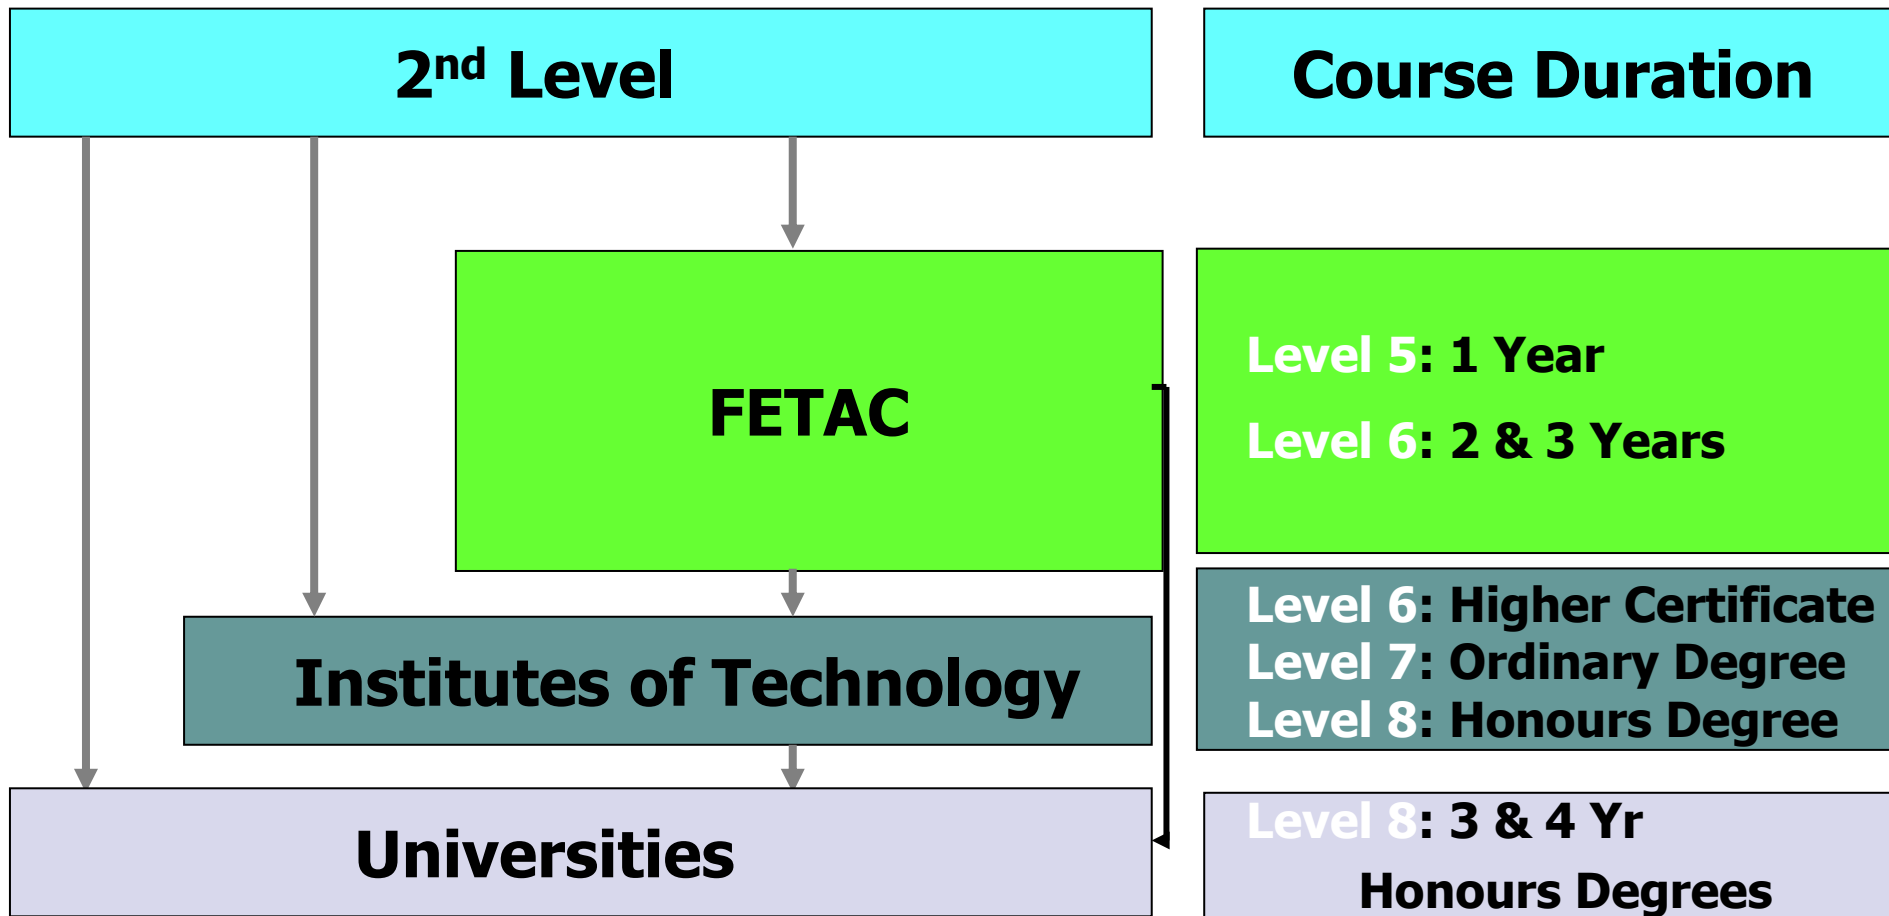 2nd Level
Course Duration
FETAC
Level 5: 1 Year
Level 6: 2 & 3 Years
Institutes of Technology
Level 6: Higher Certificate
Level 7: Ordinary Degree
Level 8: Honours Degree
Universities
Level 8: 3 & 4 Yr
Honours Degrees